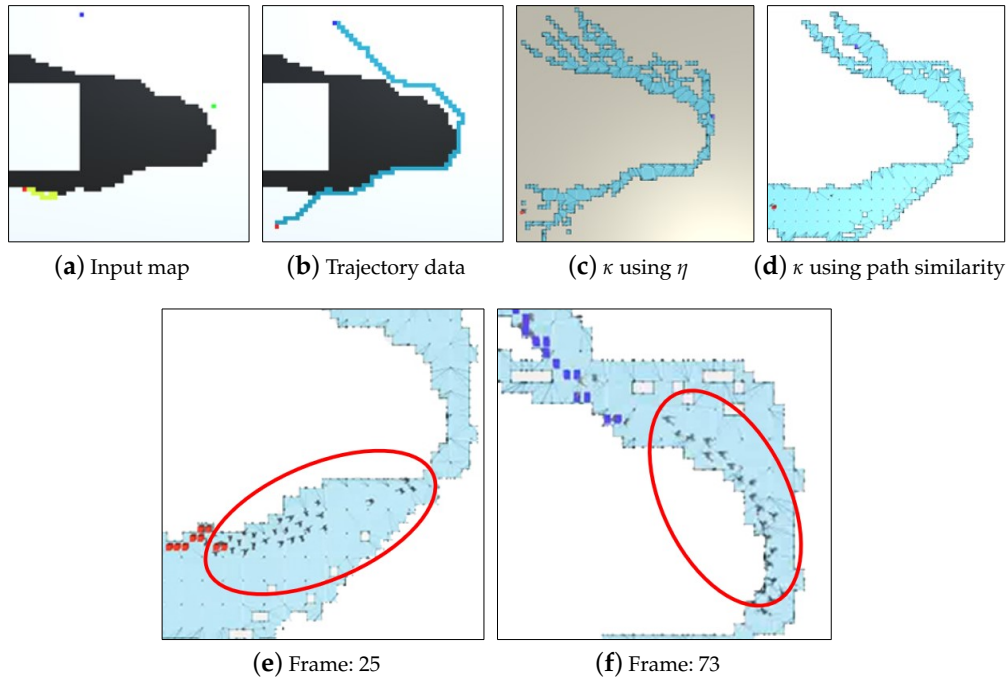 (a) Input map
(b) Trajectory data
(c) κ using η
(d) κ using path similarity
(e) Frame: 25
(f) Frame: 73